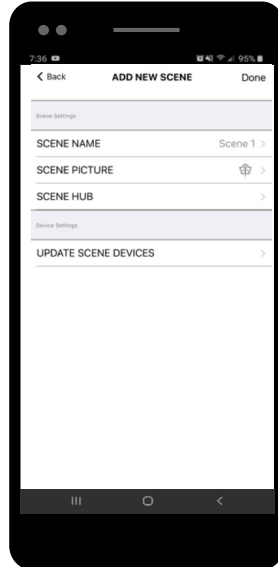 7:36 95%
Back ADD NEW SCENE Done
Scene Settings
SCENE NAME Scene 1
SCENE PICTURE
SCENE HUB
Device Settings
UPDATE SCENE DEVICES